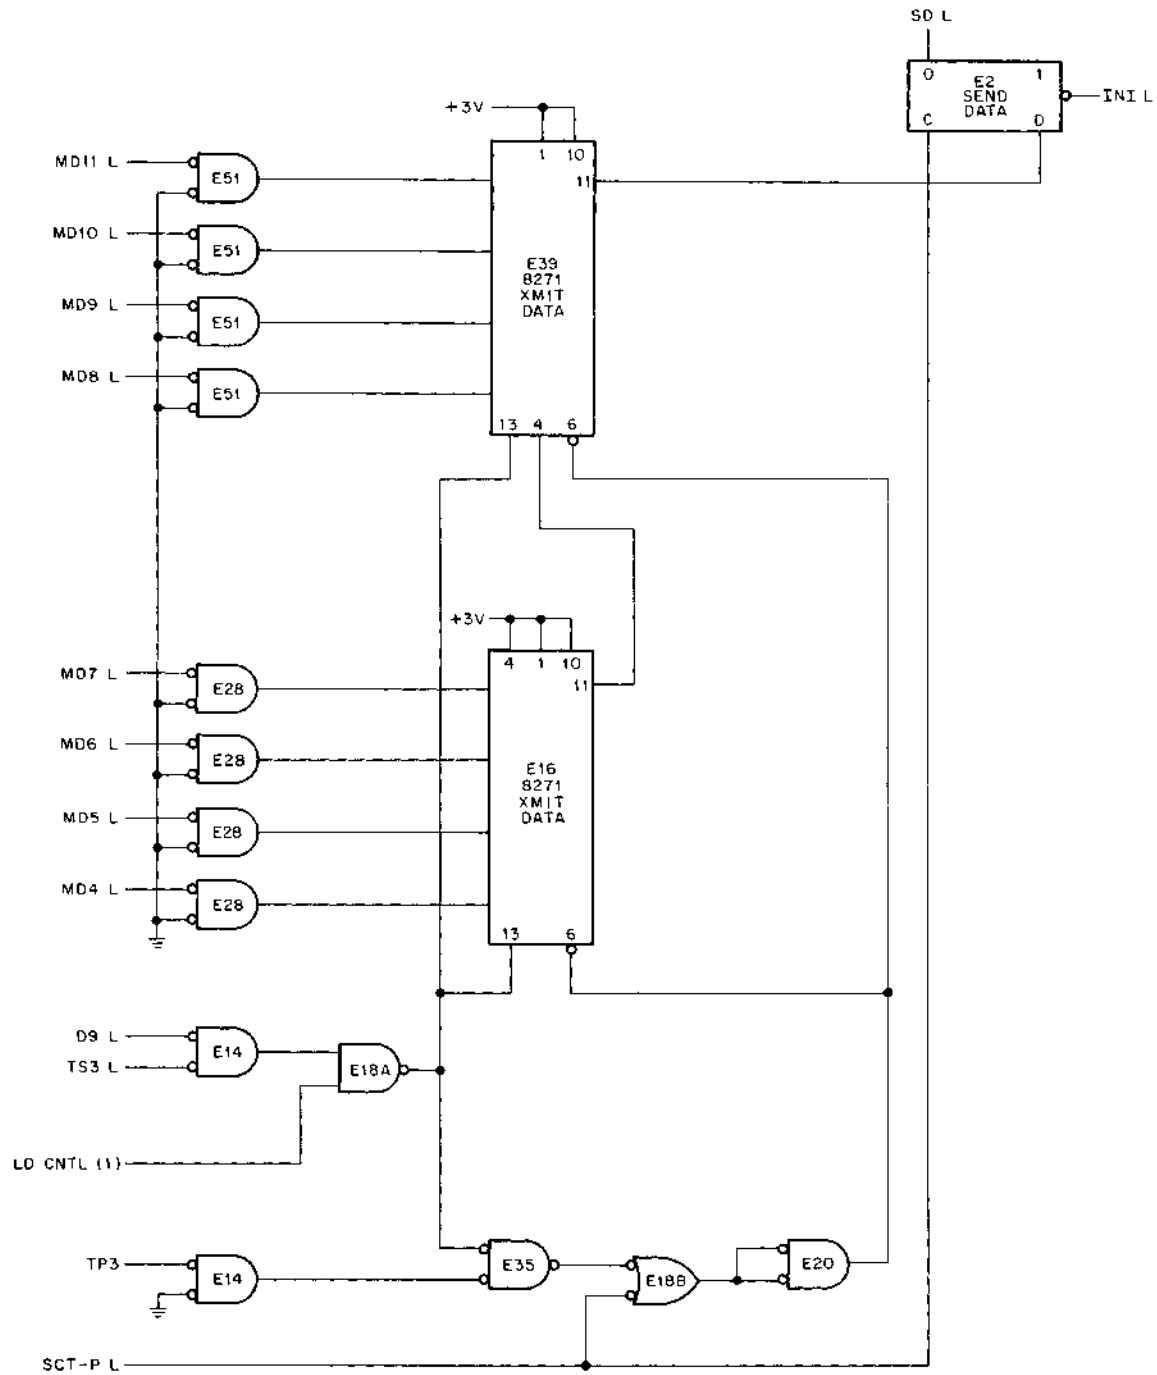 SD L
O 1
E2
SEND
DATA
INI L
C D
+3V
1 10
MD11 L
E51
11
MD10 L
E51
E39
8271
XMIT
DATA
MD9 L
E51
MD8 L
E51
13 4 6
+3V
4 1 10
MD7 L
E28
11
MD6 L
E28
E16
8271
XMIT
DATA
MD5 L
E28
MD4 L
E28
13 6
D9 L
TS3 L
E14
E18A
LD CNTL (1)
TP3
E14
E35
E18B
E20
SCT-P L